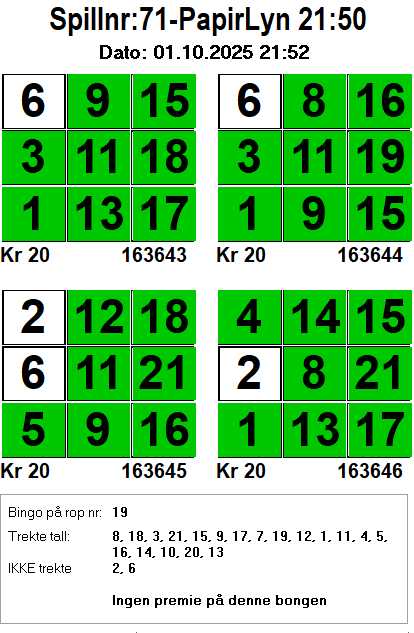 Spillnr:71-PapirLyn 21:50
Dato: 01.10.2025 21:52
6 9 15
3 11 18
1 13 17
Kr 20 163643
6 8 16
3 11 19
1 9 15
Kr 20 163644
2 12 18
6 11 21
5 9 16
Kr 20 163645
4 14 15
2 8 21
1 13 17
Kr 20 163646
Bingo på rop nr: 19
Trekte tall: 8, 18, 3, 21, 15, 9, 17, 7, 19, 12, 1, 11, 4, 5,
16, 14, 10, 20, 13
IKKE trekte 2, 6
Ingen premie på denne bongen